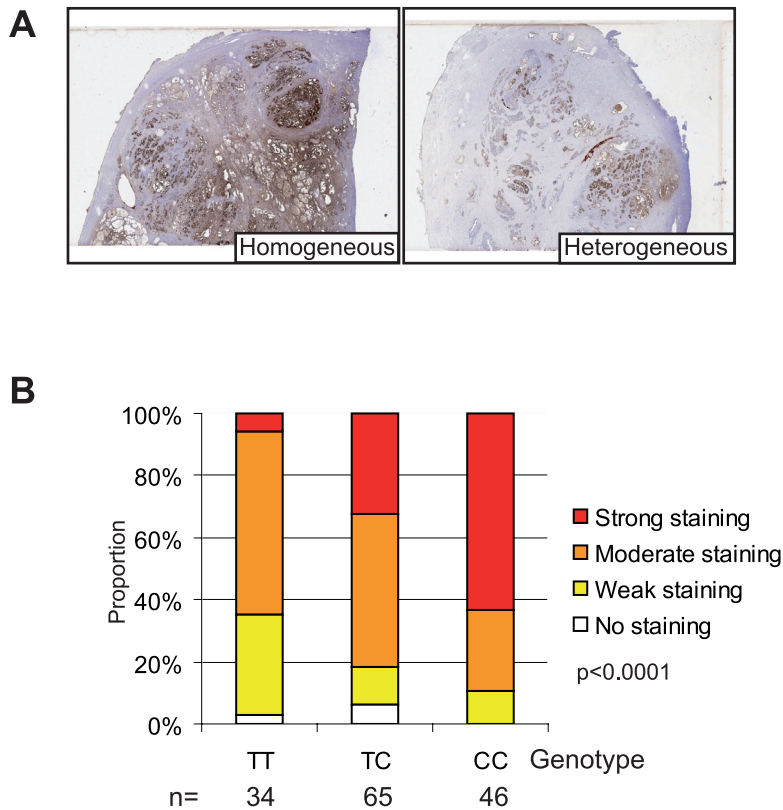 A
Homogeneous
Heterogeneous
B
100%
80%
60%
40%
20%
0%
Proportion
Strong staining
Moderate staining
Weak staining
No staining
p<0.0001
TT TC CC Genotype
n= 34 65 46